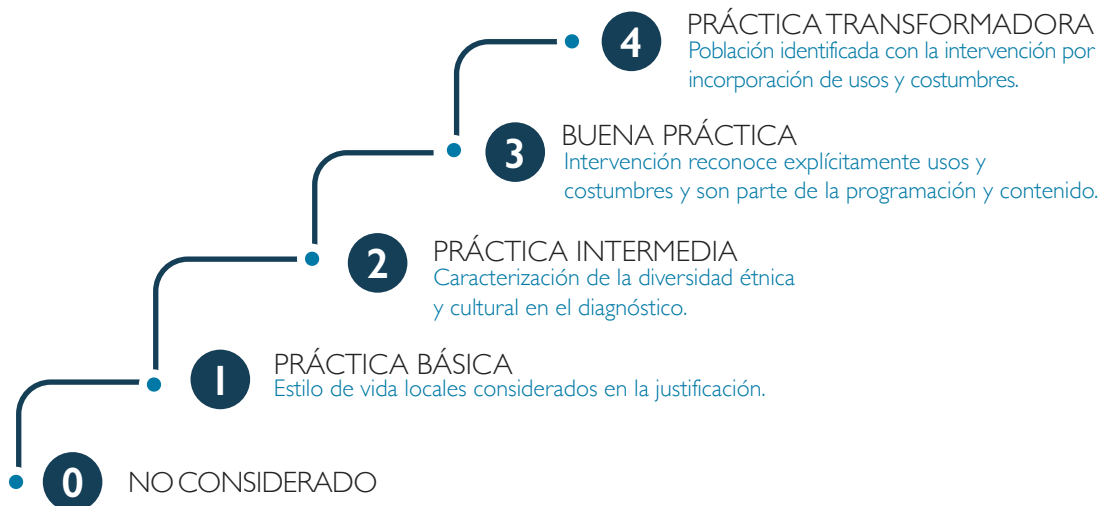 4
PRÁCTICA TRANSFORMADORA
Población identificada con la intervención por
incorporación de usos y costumbres.
3
BUENA PRÁCTICA
Intervención reconoce explícitamente usos y
costumbres y son parte de la programación y contenido.
2
PRÁCTICA INTERMEDIA
Caracterización de la diversidad étnica
y cultural en el diagnóstico.
1
PRÁCTICA BÁSICA
Estilo de vida locales considerados en la justificación.
0
NO CONSIDERADO